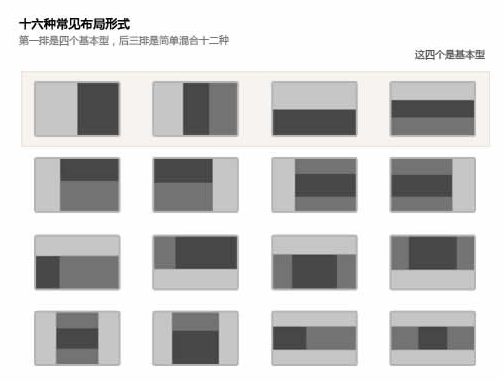 十六种常见布局形式
第一排是四个基本型，后三排是简单混合十二种
这四个是基本型